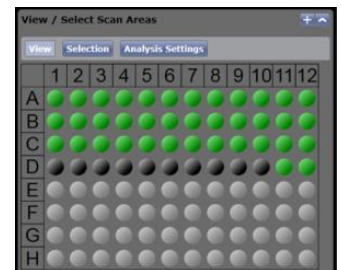 View / Select Scan Areas
View Selection Analysis Settings
1 2 3 4 5 6 7 8 9 10 11 12
A
B
C
D
E
F
G
H